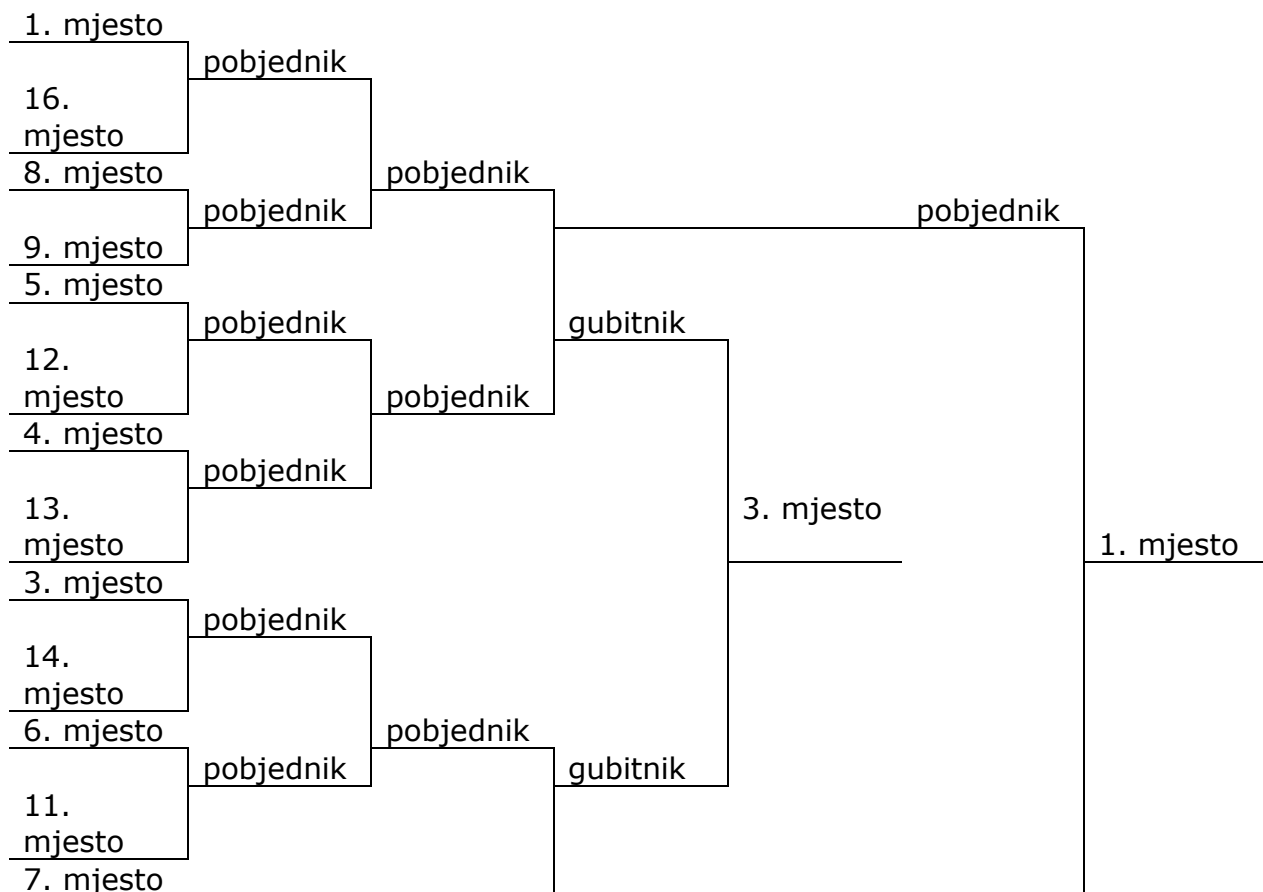 1. mjesto
pobjednik
16.
mjesto
8. mjesto
pobjednik
pobjednik
pobjednik
9. mjesto
5. mjesto
pobjednik
gubitnik
12.
mjesto
pobjednik
4. mjesto
pobjednik
13.
mjesto
3. mjesto
1. mjesto
3. mjesto
pobjednik
14.
mjesto
6. mjesto
pobjednik
pobjednik
gubitnik
11.
mjesto
7. mjesto